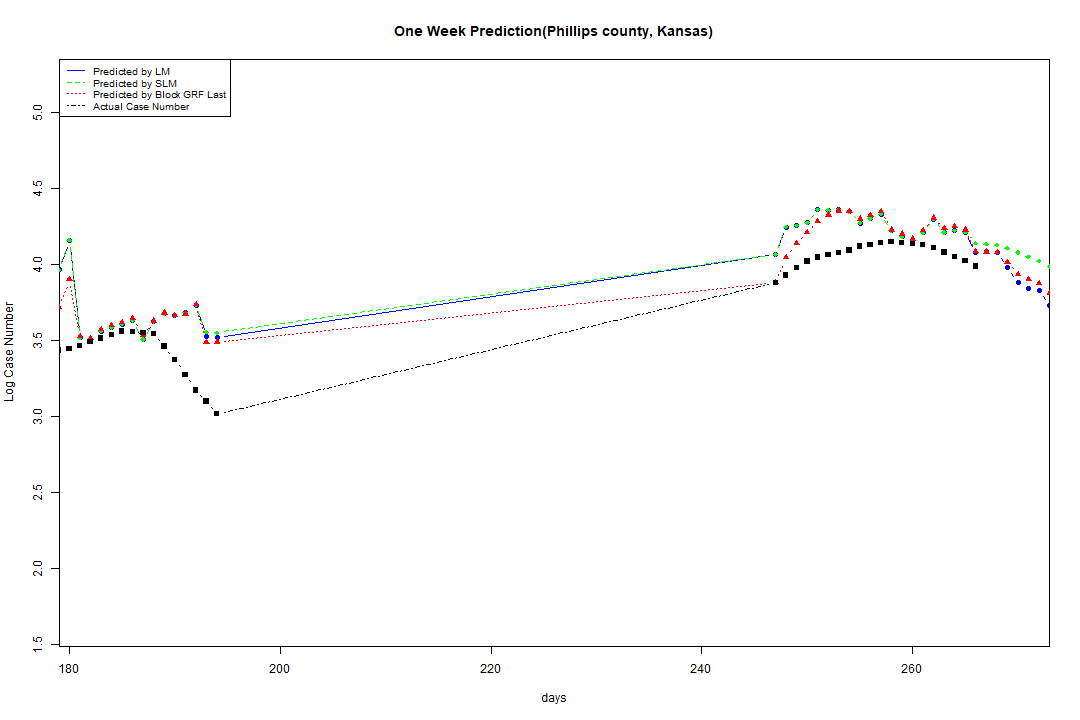 One Week Prediction(Phillips county, Kansas)
Predicted by LM
Predicted by SLM
Predicted by Block GRF Last
Actual Case Number
5.0
4.5
4.0
3.5
3.0
2.5
2.0
1.5
Log Case Number
180 200 220 240 260
days